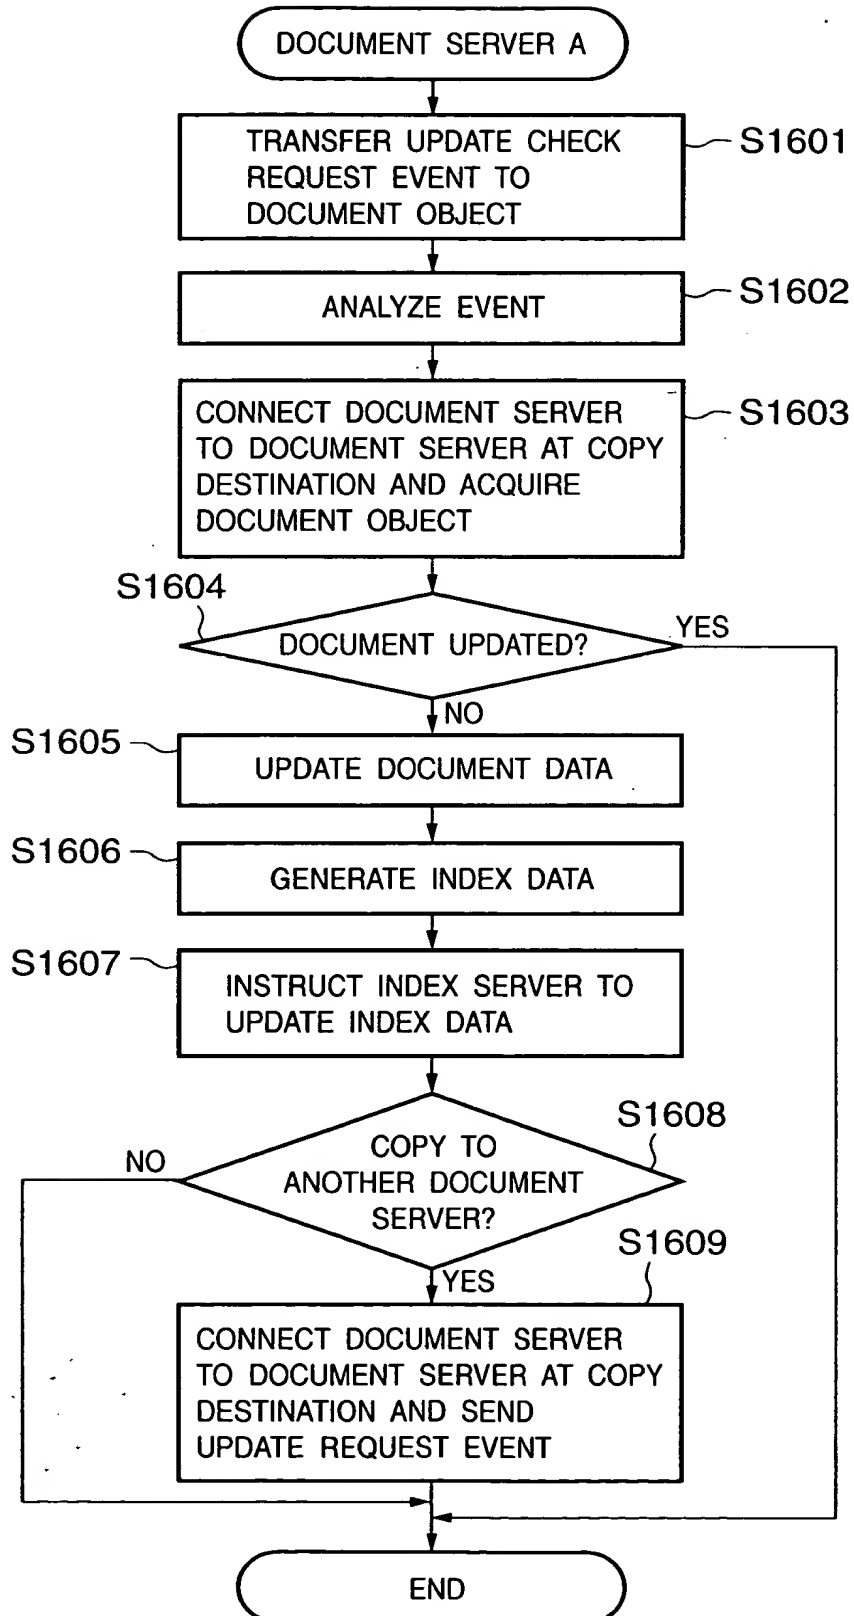 DOCUMENT SERVER A
TRANSFER UPDATE CHECK
REQUEST EVENT TO
DOCUMENT OBJECT
S1601
ANALYZE EVENT
S1602
CONNECT DOCUMENT SERVER
TO DOCUMENT SERVER AT COPY
DESTINATION AND ACQUIRE
DOCUMENT OBJECT
S1603
S1604
DOCUMENT UPDATED?
YES
NO
S1605
UPDATE DOCUMENT DATA
S1606
GENERATE INDEX DATA
S1607
INSTRUCT INDEX SERVER TO
UPDATE INDEX DATA
S1608
COPY TO
ANOTHER DOCUMENT
SERVER?
NO
YES
S1609
CONNECT DOCUMENT SERVER
TO DOCUMENT SERVER AT COPY
DESTINATION AND SEND
UPDATE REQUEST EVENT
END